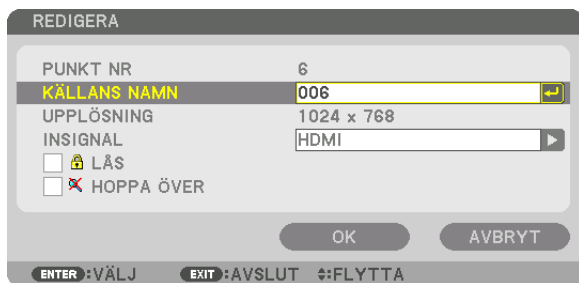 REDIGERA
PUNKT NR 6
KÄLLANS NAMN 006
UPPLÖSNING 1024 x 768
INSIGNAL HDMI
LÅS
HOPPA ÖVER
OK AVBRYT
ENTER:VÄLJ EXIT:AVSLUT :FLYTTA